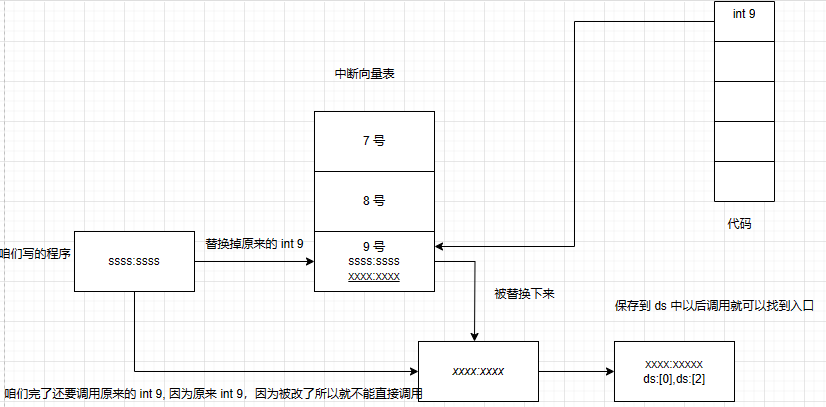 int 9
中断向量表
7 号
8 号
代码
咱们写的程序
ssss:ssss
替换掉原来的 int 9
9 号
ssss:ssss
xxxx:xxxx
被替换下来
保存到 ds 中以后调用就可以找到入口
xxxx:xxxx
xxxx:xxxxx
ds:[0],ds:[2]
咱们完了还要调用原来的 int 9, 因为原来 int 9，因为被改了所以就不能直接调用